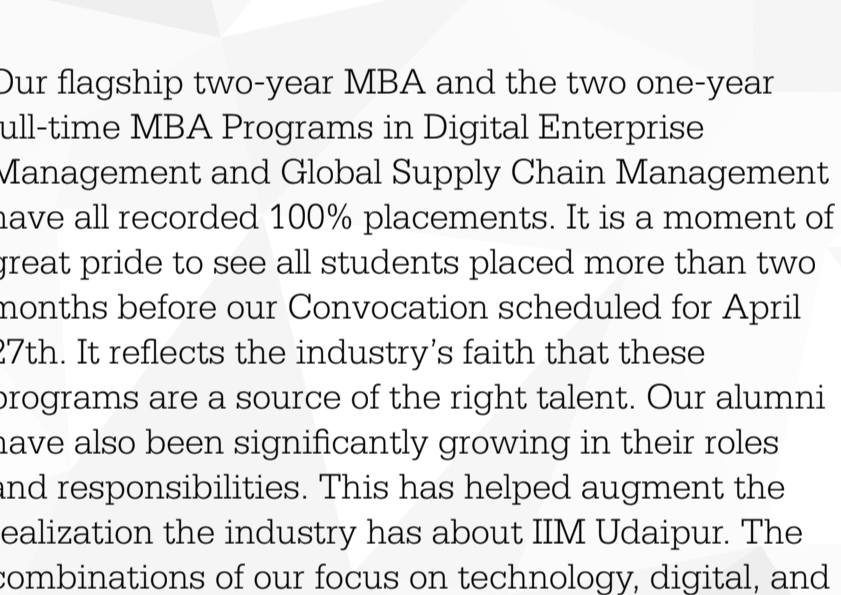 Our flagship two-year MBA and the two one-year
full-time MBA Programs in Digital Enterprise
Management and Global Supply Chain Management
have all recorded 100% placements. It is a moment of
great pride to see all students placed more than two
months before our Convocation scheduled for April
27th. It reflects the industry’s faith that these
programs are a source of the right talent. Our alumni
have also been significantly growing in their roles
and responsibilities. This has helped augment the
realization the industry has about IIM Udaipur. The
combinations of our focus on technology, digital, and